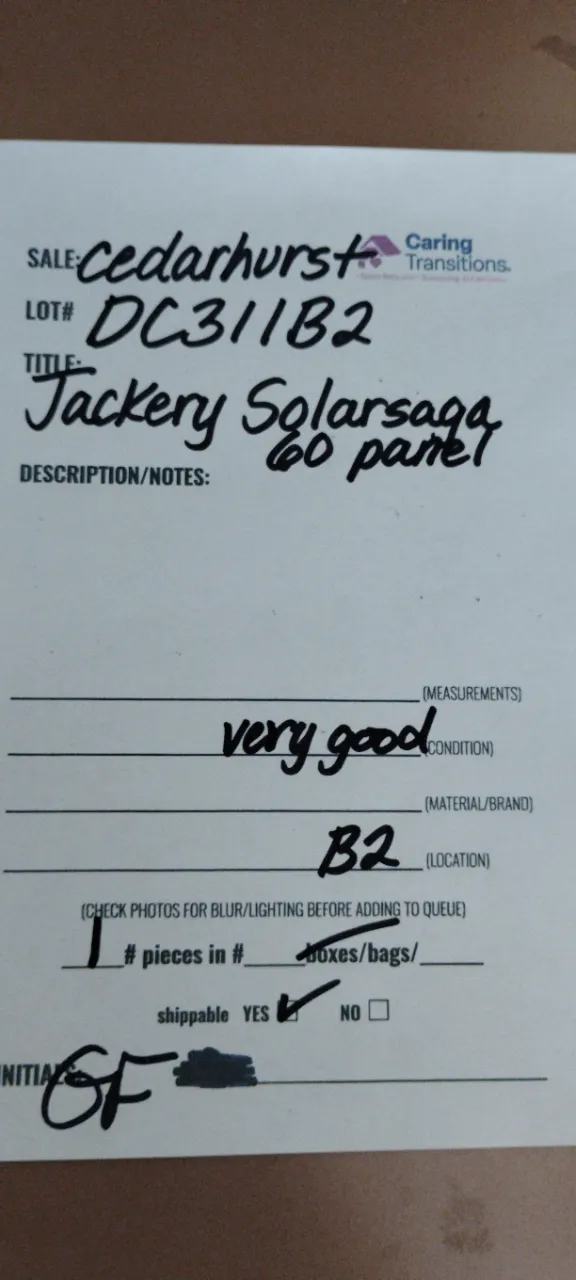 SALE: cedarhurst
Caring
Transitions.
LOT# DC311B2
TITLE:
Jackery Solarsaga
60 panel
DESCRIPTION/NOTES:
(MEASUREMENTS)
very good (CONDITION)
(MATERIAL/BRAND)
B2 (LOCATION)
(CHECK PHOTOS FOR BLUR/LIGHTING BEFORE ADDING TO QUEUE)
1 # pieces in # boxes/bags/
shippable YES ✓ NO ☐
INITIALS: GF